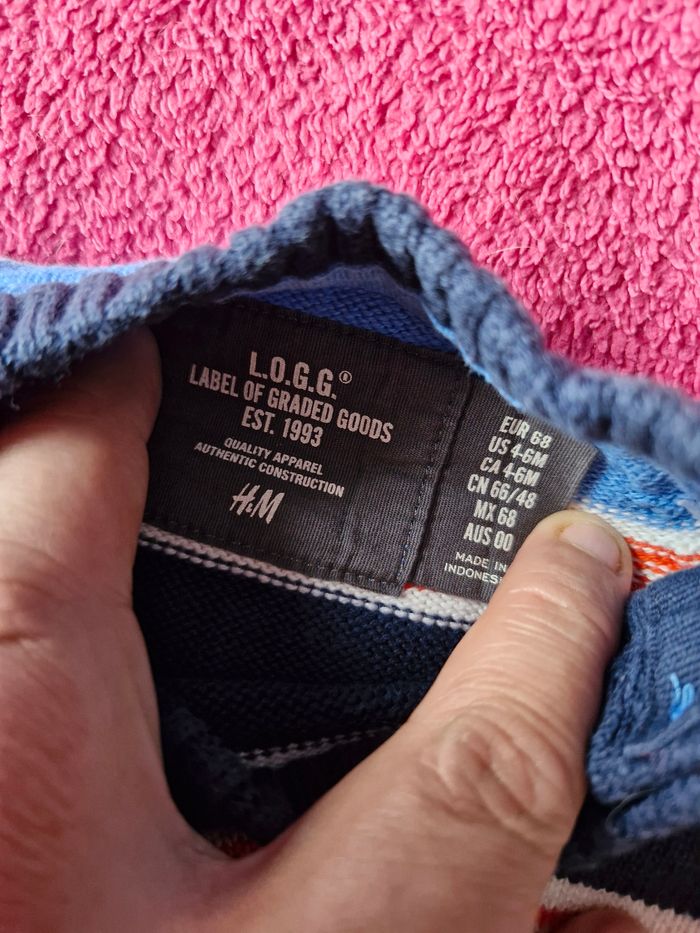 L.O.G.G.®
LABEL OF GRADED GOODS
EST. 1993
QUALITY APPAREL
AUTHENTIC CONSTRUCTION
H&M
EUR 68
US 4-6M
CA 4-6M
CN 66/48
MX 68
AUS 00
MADE IN